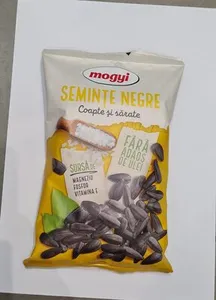 mogyi
SEMINȚE NEGRE
Coapte și sărate
FĂRĂ
ADAOS
DE ULEI
SURSĂ DE
MAGNEZIU
FOSFOR
VITAMINA E